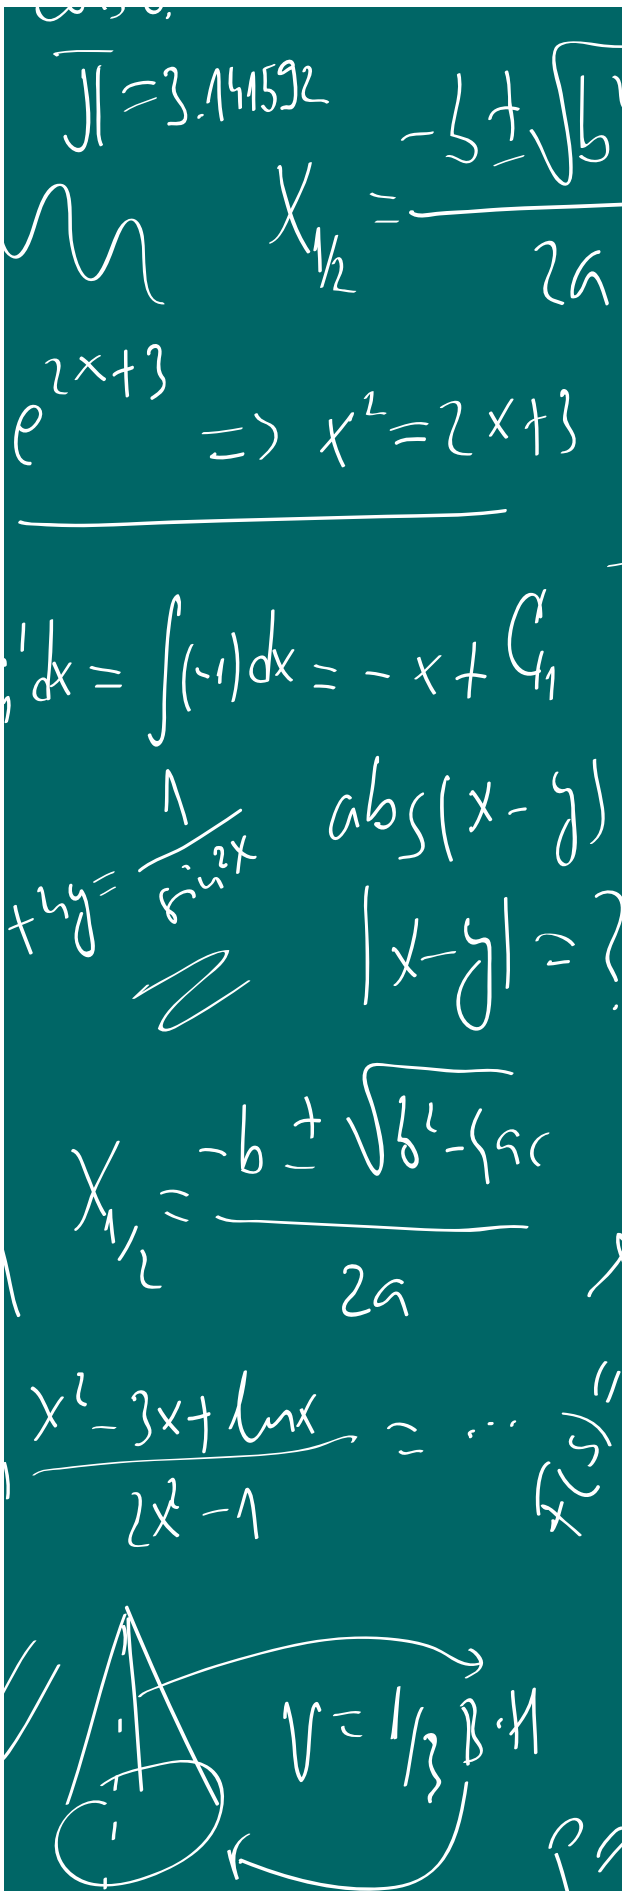 π = 3.141592
X1/2 = -b ± √b
2a
e^(2x+3) => x² = 2x+3
'dx = ∫(-1)dx = -x + C1
1
sin²x
abs(x-y)
|x-y| = ?
X1/2 = -b ± √b²-4ac
2a
x² - 3x + lnx = ...
2x² - 1
V = 1/3 B·H